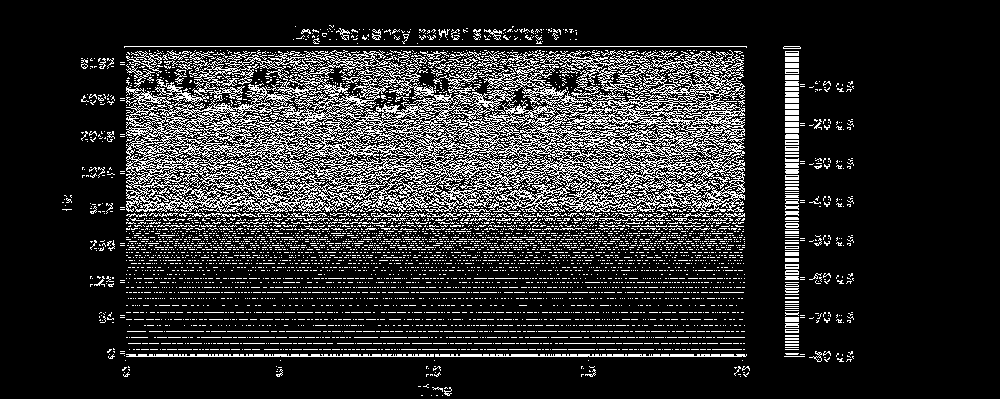 Log-frequency power spectrogram
8192
4096
2048
1024
512
256
128
64
0
Hz
0
5
10
15
20
Time
-10 dB
-20 dB
-30 dB
-40 dB
-50 dB
-60 dB
-70 dB
-80 dB